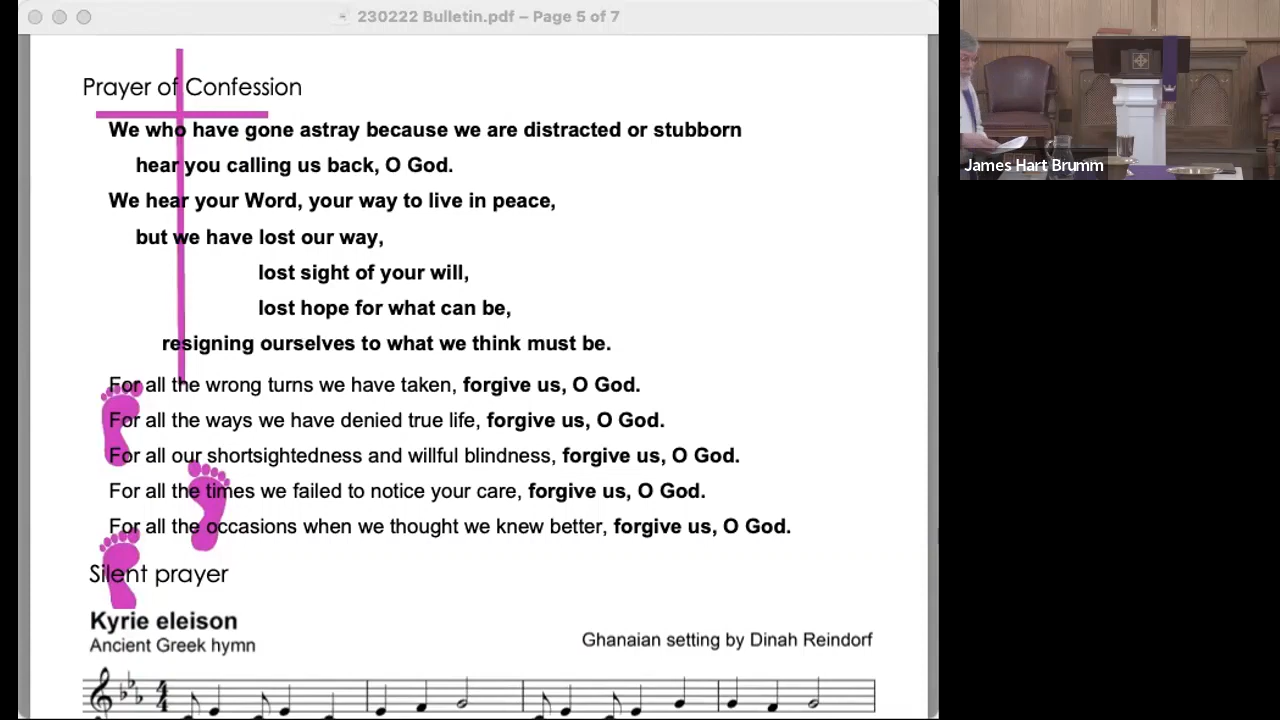 230222 Bulletin.pdf – Page 5 of 7
Prayer of Confession
We who have gone astray because we are distracted or stubborn
hear you calling us back, O God.
We hear your Word, your way to live in peace,
but we have lost our way,
lost sight of your will,
lost hope for what can be,
resigning ourselves to what we think must be.
For all the wrong turns we have taken, forgive us, O God.
For all the ways we have denied true life, forgive us, O God.
For all our shortsightedness and willful blindness, forgive us, O God.
For all the times we failed to notice your care, forgive us, O God.
For all the occasions when we thought we knew better, forgive us, O God.
Silent prayer
Kyrie eleison
Ancient Greek hymn
Ghanaian setting by Dinah Reindorf
4
4
James Hart Brumm